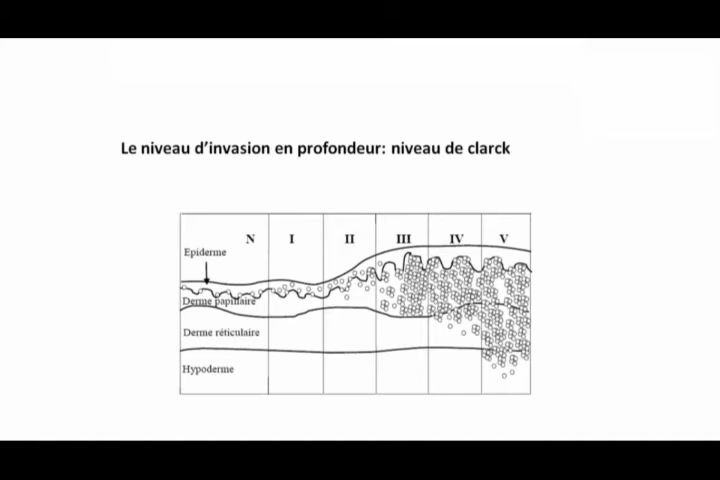 Le niveau d'invasion en profondeur: niveau de clarck
N I II III IV V
Epiderme
Derme papillaire
Derme réticulaire
Hypoderme